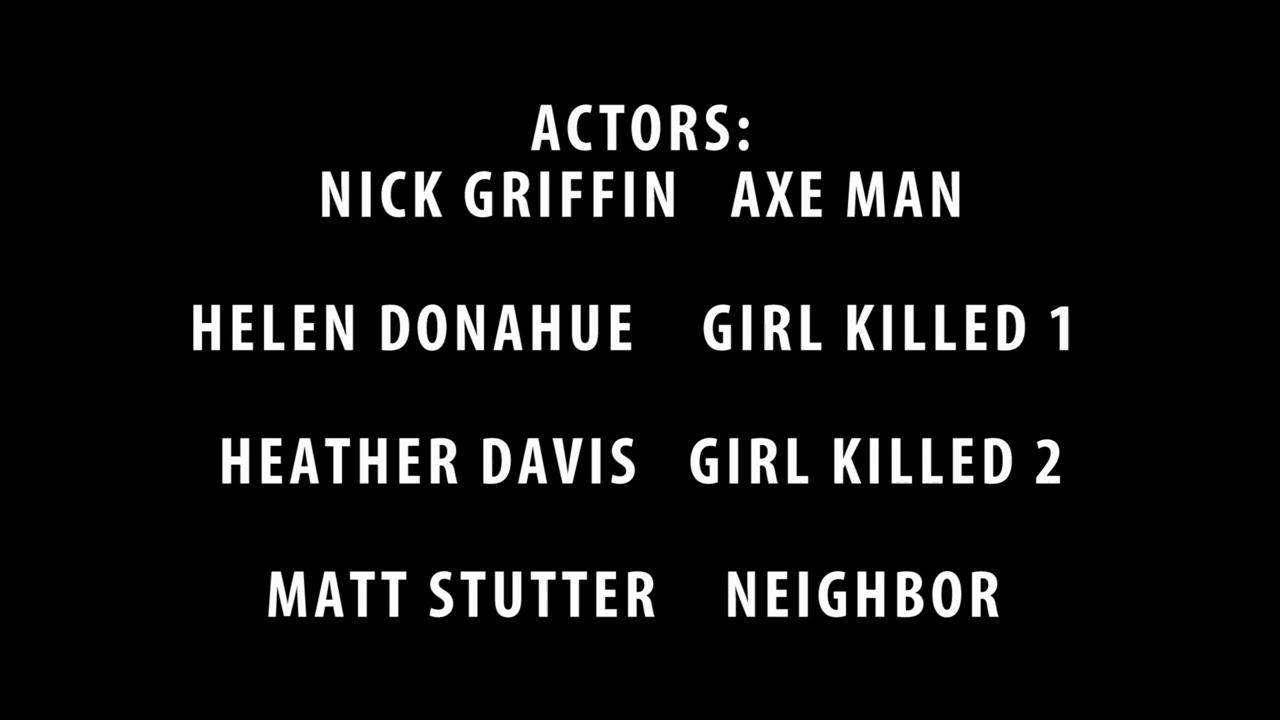 ACTORS:
NICK GRIFFIN AXE MAN
HELEN DONAHUE GIRL KILLED 1
HEATHER DAVIS GIRL KILLED 2
MATT STUTTER NEIGHBOR